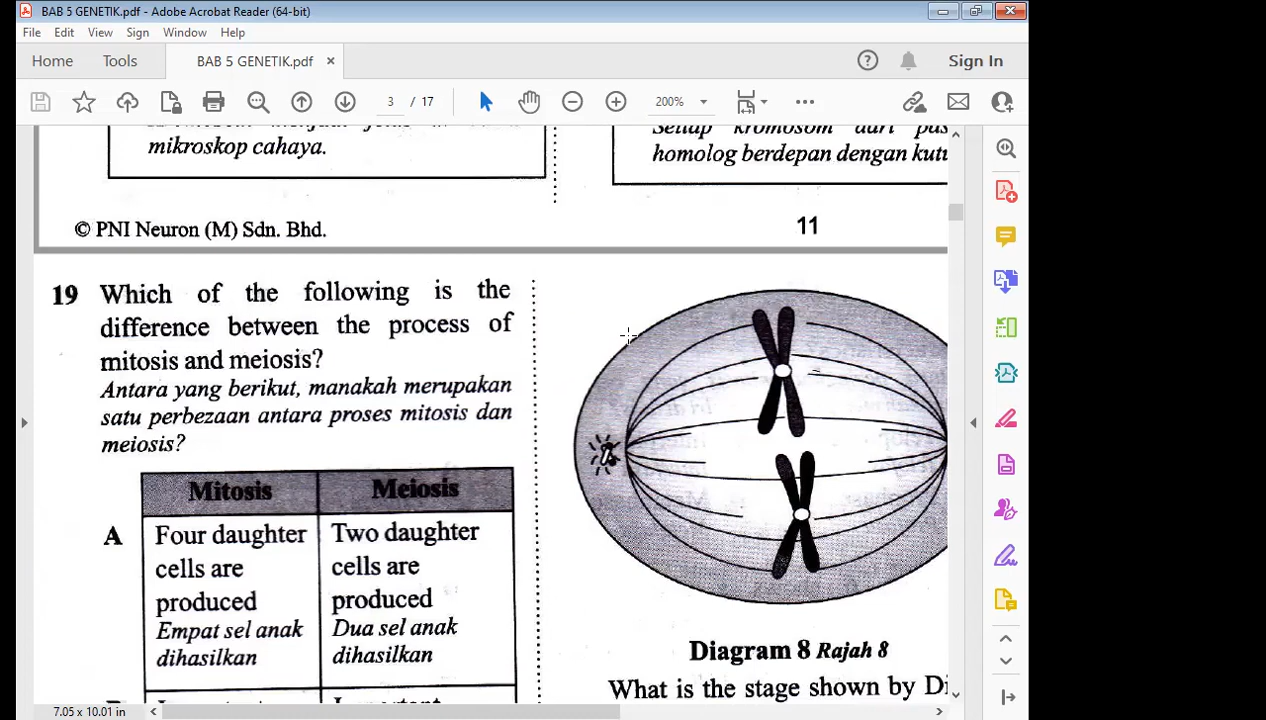 BAB 5 GENETIK.pdf - Adobe Acrobat Reader (64-bit)
File Edit View Sign Window Help
Home Tools BAB 5 GENETIK.pdf × Sign In
3 / 17 200%
mikroskop cahaya.
Setiap kromosom dari pas
homolog berdepan dengan kutu
© PNI Neuron (M) Sdn. Bhd. 11
19 Which of the following is the
difference between the process of
mitosis and meiosis?
Antara yang berikut, manakah merupakan
satu perbezaan antara proses mitosis dan
meiosis?
Mitosis Meiosis
A Four daughter
cells are
produced
Empat sel anak
dihasilkan
Two daughter
cells are
produced
Dua sel anak
dihasilkan
Diagram 8 Rajah 8
What is the stage shown by Di
7.05 x 10.01 in